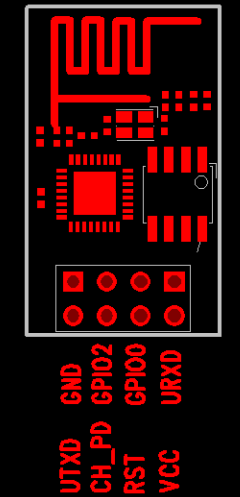 GND
GPIO2
GPIO0
URXD
UTXD
CH_PD
RST
VCC